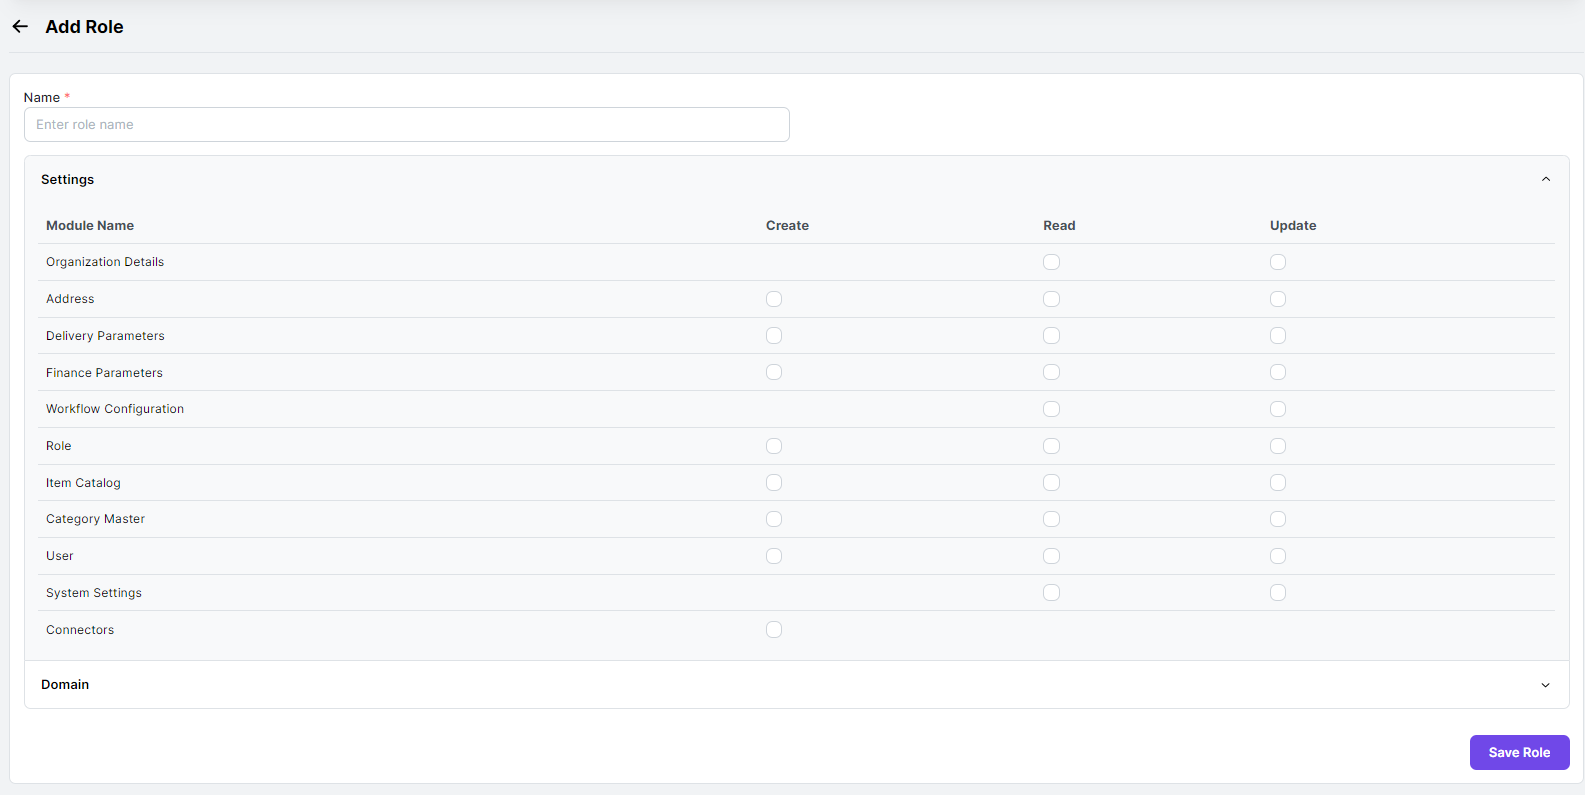 Add Role
Name *
Enter role name
Settings
Module Name Create Read Update
Organization Details
Address
Delivery Parameters
Finance Parameters
Workflow Configuration
Role
Item Catalog
Category Master
User
System Settings
Connectors
Domain
Save Role